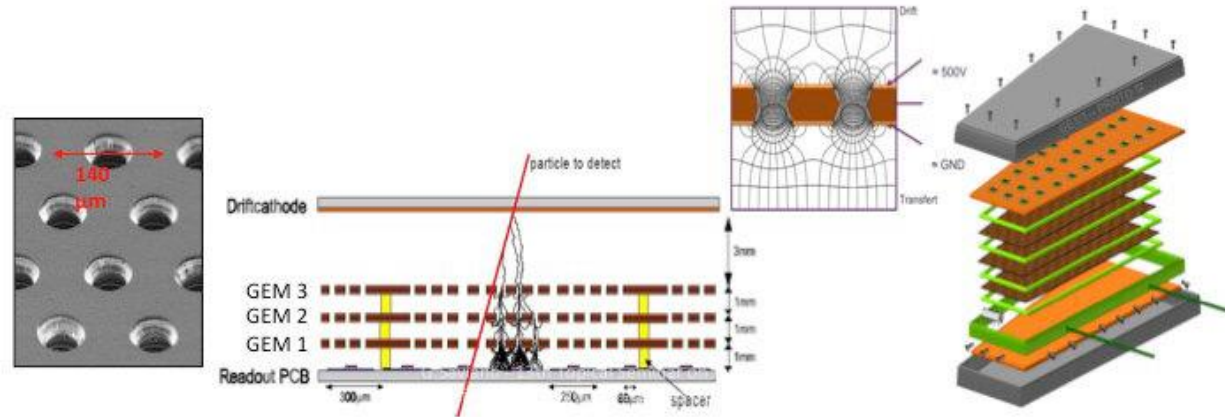 140
µm
particle to detect
Driftcathode
GEM 3
GEM 2
GEM 1
Readout PCB
3mm
1mm
1mm
1mm
300µm
250µm
60µm
spacer
Drift
≈ 500V
≈ GND
Transfert